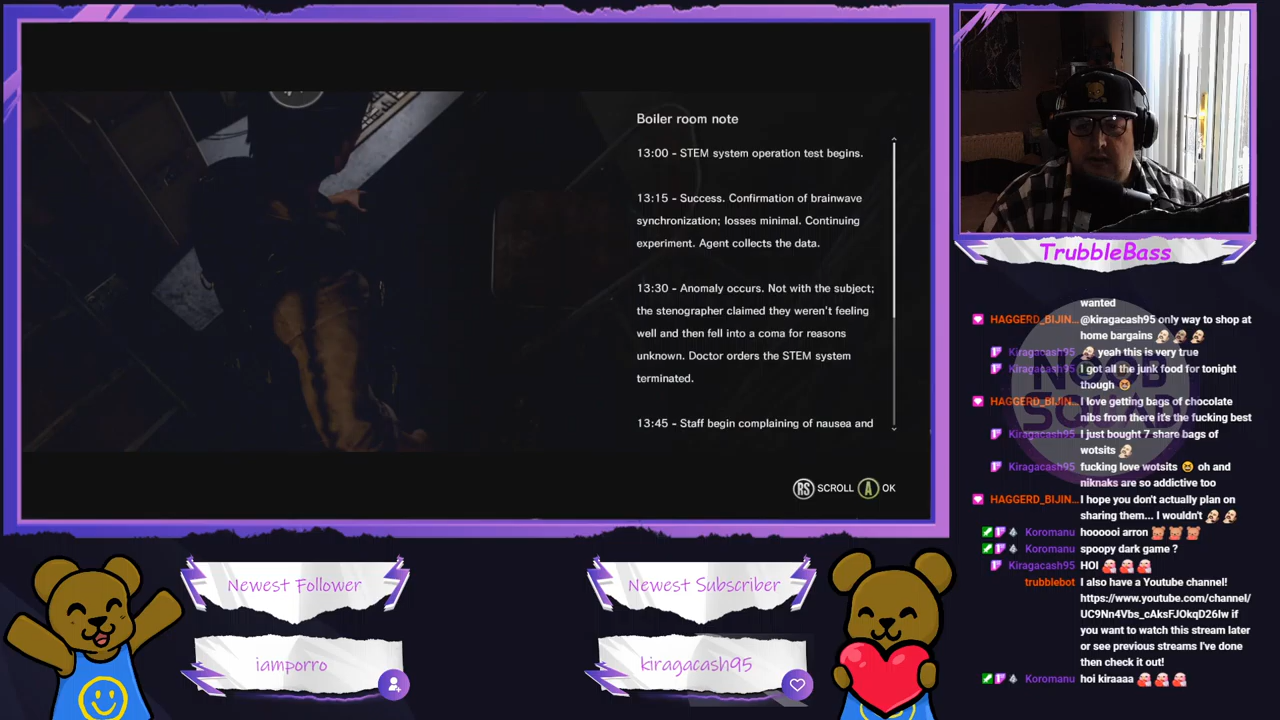 Boiler room note
13:00 - STEM system operation test begins.
13:15 - Success. Confirmation of brainwave
synchronization; losses minimal. Continuing
experiment. Agent collects the data.
13:30 - Anomaly occurs. Not with the subject;
the stenographer claimed they weren't feeling
well and then fell into a coma for reasons
unknown. Doctor orders the STEM system
terminated.
13:45 - Staff begin complaining of nausea and
RS SCROLL A OK
TrubbleBass
NOOB
SQUAD
wanted
HAGGERD_BIJIN... @kiragacash95 only way to shop at
home bargains
Kiragacash95 yeah this is very true
Kiragacash95 I got all the junk food for tonight
though
HAGGERD_BIJIN... I love getting bags of chocolate
nibs from there it's the fucking best
Kiragacash95 I just bought 7 share bags of
wotsits
Kiragacash95 fucking love wotsits oh and
niknaks are so addictive too
HAGGERD_BIJIN... I hope you don't actually plan on
sharing them... I wouldn't
Koromanu hoooooi arron
Koromanu spoopy dark game ?
Kiragacash95 HOI
trubblebot I also have a Youtube channel!
https://www.youtube.com/channel/
UC9Nn4Vbs_cAksFJOkqD26Iw if
you want to watch this stream later
or see previous streams I've done
then check it out!
Koromanu hoi kiraaaa
Newest Follower
iamporro
Newest Subscriber
kiragacash95